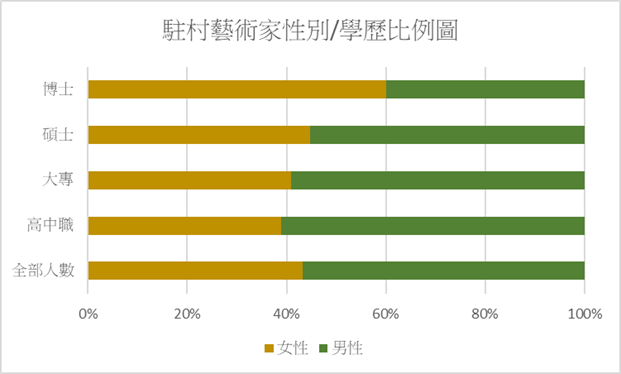 駐村藝術家性別/學歷比例圖
博士
碩士
大專
高中職
全部人數
0% 20% 40% 60% 80% 100%
女性 男性